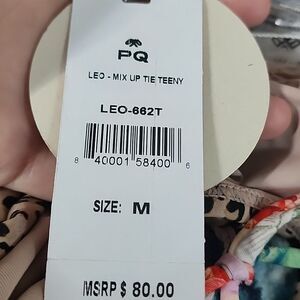 PQ
LEO - MIX UP TIE TEENY
LEO-662T
8 40001 58400 6
SIZE: M
MSRP $ 80.00